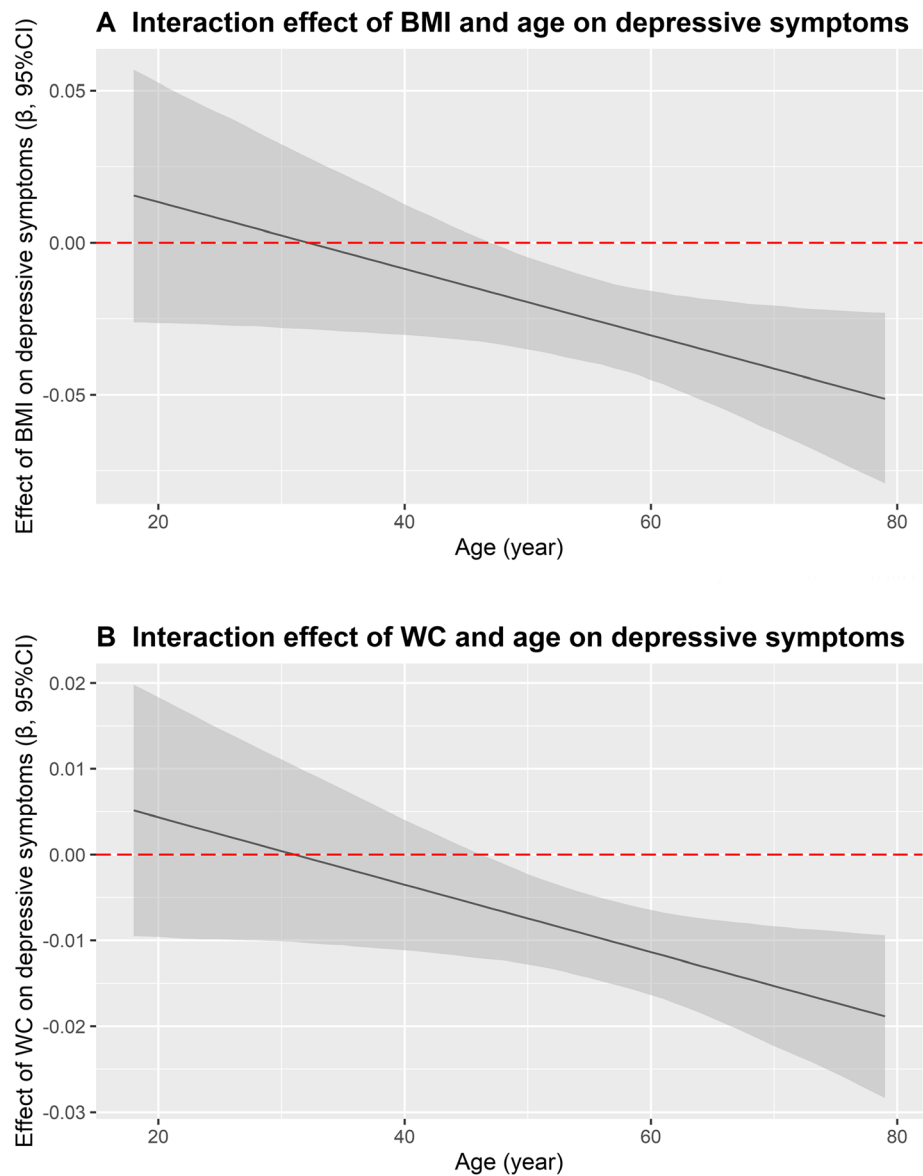 A Interaction effect of BMI and age on depressive symptoms
Effect of BMI on depressive symptoms (β, 95%CI)
0.05
0.00
-0.05
20 40 60 80
Age (year)
B Interaction effect of WC and age on depressive symptoms
Effect of WC on depressive symptoms (β, 95%CI)
0.02
0.01
0.00
-0.01
-0.02
-0.03
20 40 60 80
Age (year)